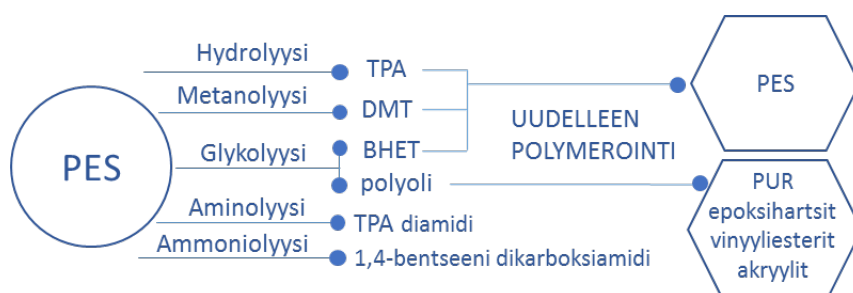 PES
Hydrolyysi
TPA
Metanolyysi
DMT
Glykolyysi
BHET
polyoli
Aminolyysi
TPA diamidi
Ammoniolyysi
1,4-bentseeni dikarboksiamidi
UUDELLEEN
POLYMEROINTI
PES
PUR
epoksihartsit
vinyyliesterit
akryylit